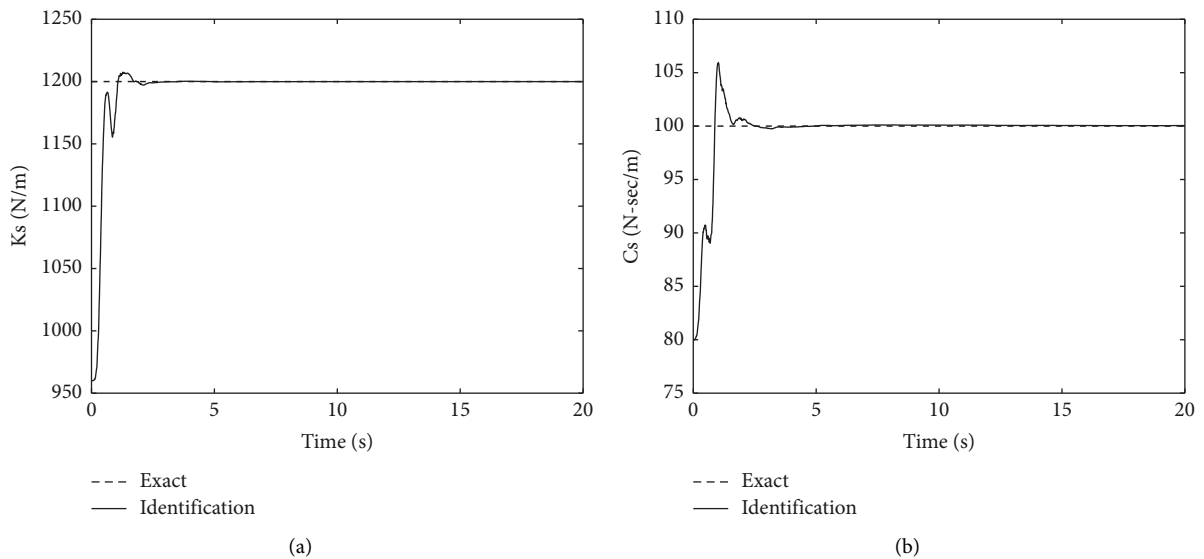 1250
1200
1150
1100
1050
1000
950
Ks (N/m)
0 5 10 15 20
Time (s)
Exact
Identification
(a)
110
105
100
95
90
85
80
75
Cs (N-sec/m)
0 5 10 15 20
Time (s)
Exact
Identification
(b)